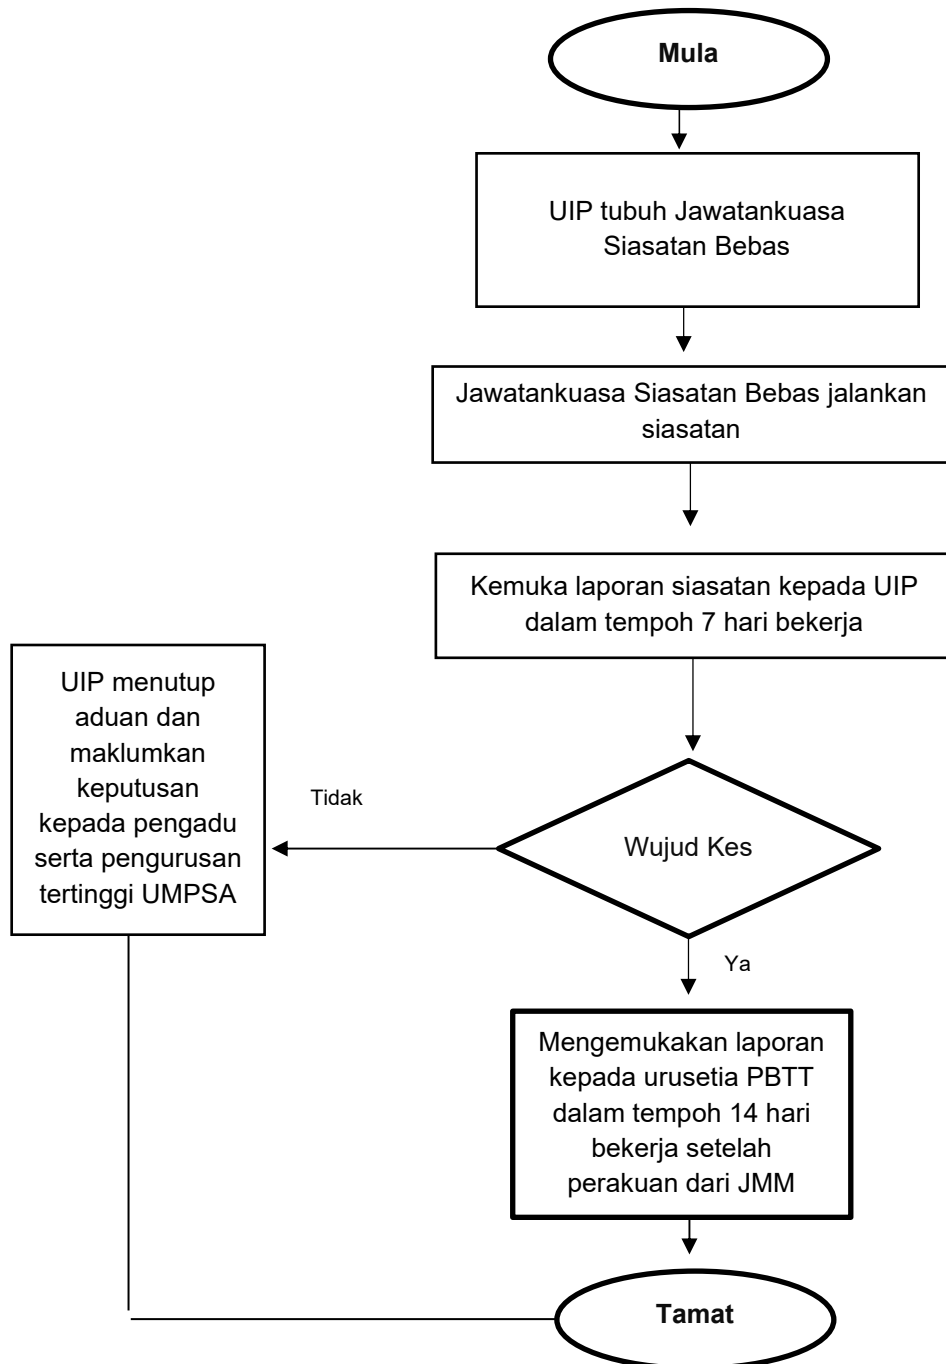 Mula
UIP tubuh Jawatankuasa
Siasatan Bebas
Jawatankuasa Siasatan Bebas jalankan
siasatan
Kemuka laporan siasatan kepada UIP
dalam tempoh 7 hari bekerja
UIP menutup
aduan dan
maklumkan
keputusan
kepada pengadu
serta pengurusan
tertinggi UMPSA
Tidak
Wujud Kes
Ya
Mengemukakan laporan
kepada urusetia PBTT
dalam tempoh 14 hari
bekerja setelah
perakuan dari JMM
Tamat